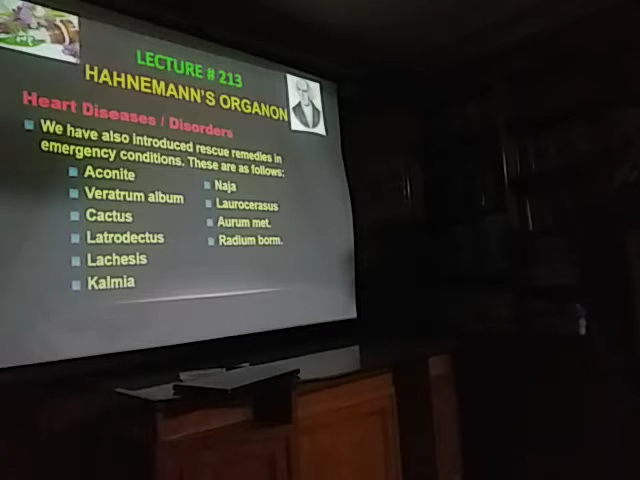 LECTURE # 213
HAHNEMANN'S ORGANON
Heart Diseases / Disorders
We have also introduced rescue remedies in
emergency conditions. These are as follows:
Aconite
Veratrum album
Cactus
Latrodectus
Lachesis
Kalmia
Naja
Laurocerasus
Aurum met.
Radium borm.